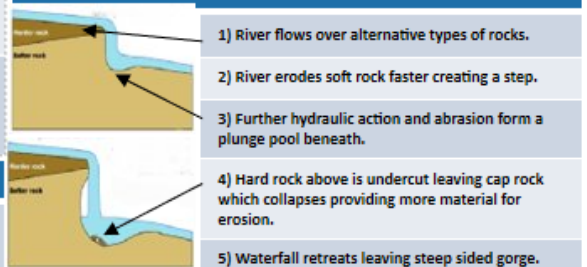 Harder rock
Softer rock
1) River flows over alternative types of rocks.
2) River erodes soft rock faster creating a step.
3) Further hydraulic action and abrasion form a
plunge pool beneath.
Harder rock
Softer rock
4) Hard rock above is undercut leaving cap rock
which collapses providing more material for
erosion.
5) Waterfall retreats leaving steep sided gorge.